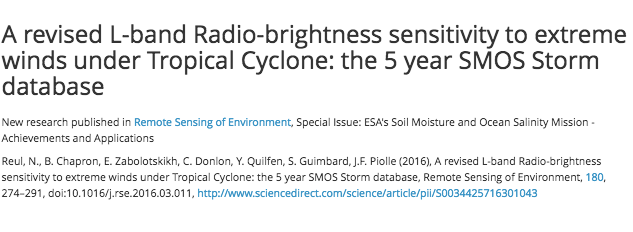 A revised L-band Radio-brightness sensitivity to extreme
winds under Tropical Cyclone: the 5 year SMOS Storm
database
New research published in Remote Sensing of Environment, Special Issue: ESA's Soil Moisture and Ocean Salinity Mission -
Achievements and Applications
Reul, N., B. Chapron, E. Zabolotskikh, C. Donlon, Y. Quilfen, S. Guimbard, J.F. Piolle (2016), A revised L-band Radio-brightness
sensitivity to extreme winds under Tropical Cyclone: the 5 year SMOS Storm database, Remote Sensing of Environment, 180,
274–291, doi:10.1016/j.rse.2016.03.011, http://www.sciencedirect.com/science/article/pii/S0034425716301043